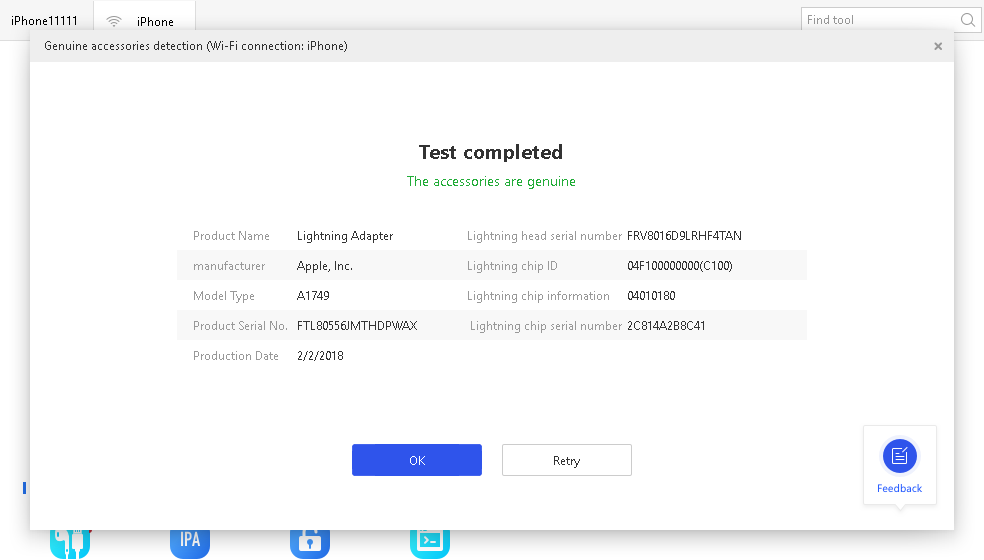 iPhone11111
iPhone
Find tool
Genuine accessories detection (Wi-Fi connection: iPhone)
Test completed
The accessories are genuine
Product Name Lightning Adapter Lightning head serial number FRV8016D9LRHF4TAN
manufacturer Apple, Inc. Lightning chip ID 04F100000000(C100)
Model Type A1749 Lightning chip information 04010180
Product Serial No. FTL80556JMTHDPWAX Lightning chip serial number 2C814A2B8C41
Production Date 2/2/2018
OK
Retry
Feedback
IPA